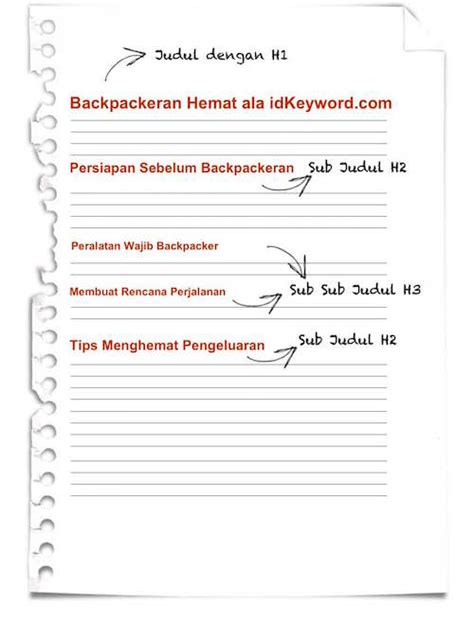 Judul dengan H1
Backpackeran Hemat ala idKeyword.com
Persiapan Sebelum Backpackeran Sub Judul H2
Peralatan Wajib Backpacker
Membuat Rencana Perjalanan Sub Sub Judul H3
Tips Menghemat Pengeluaran Sub Judul H2